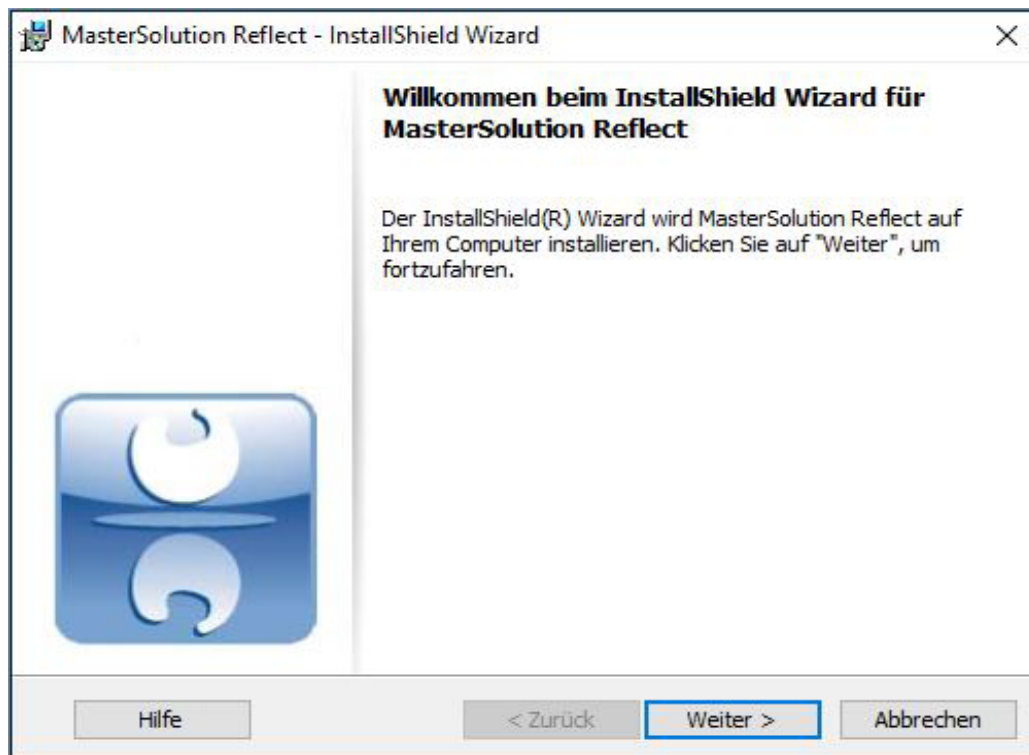 MasterSolution Reflect - InstallShield Wizard
Willkommen beim InstallShield Wizard für
MasterSolution Reflect
Der InstallShield(R) Wizard wird MasterSolution Reflect auf
Ihrem Computer installieren. Klicken Sie auf "Weiter", um
fortzufahren.
Hilfe < Zurück Weiter > Abbrechen